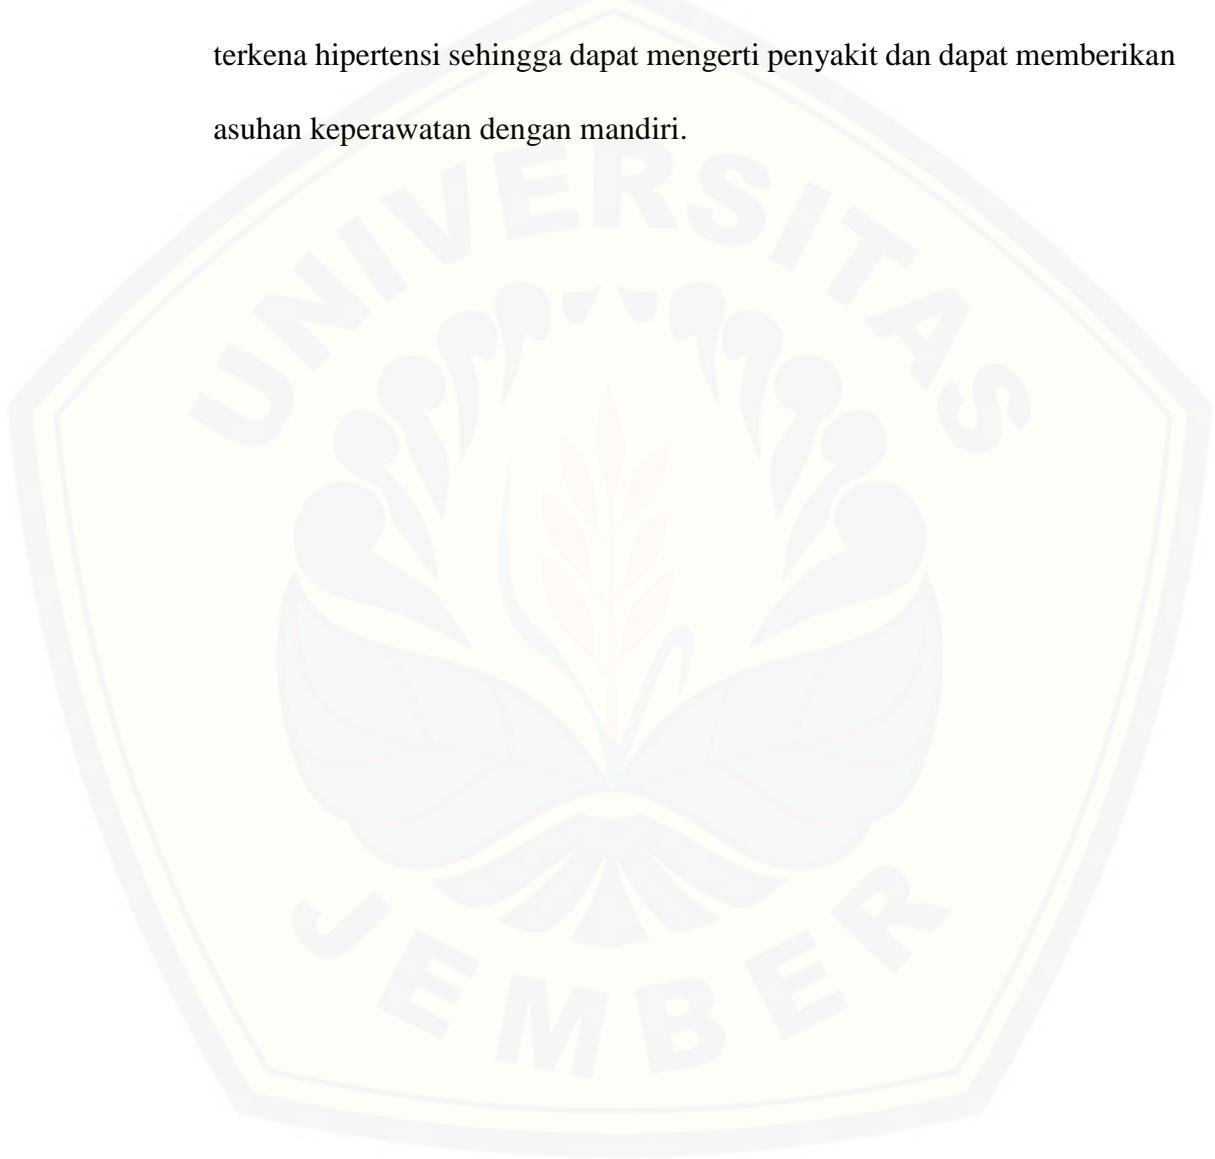 terkena hipertensi sehingga dapat mengerti penyakit dan dapat memberikan
asuhan keperawatan dengan mandiri.
UNIVERSITAS
JEMBER